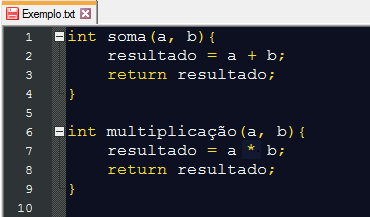 Exemplo.txt
1 int soma(a, b){
2 resultado = a + b;
3 return resultado;
4 }
5
6 int multiplicação(a, b){
7 resultado = a * b;
8 return resultado;
9 }
10